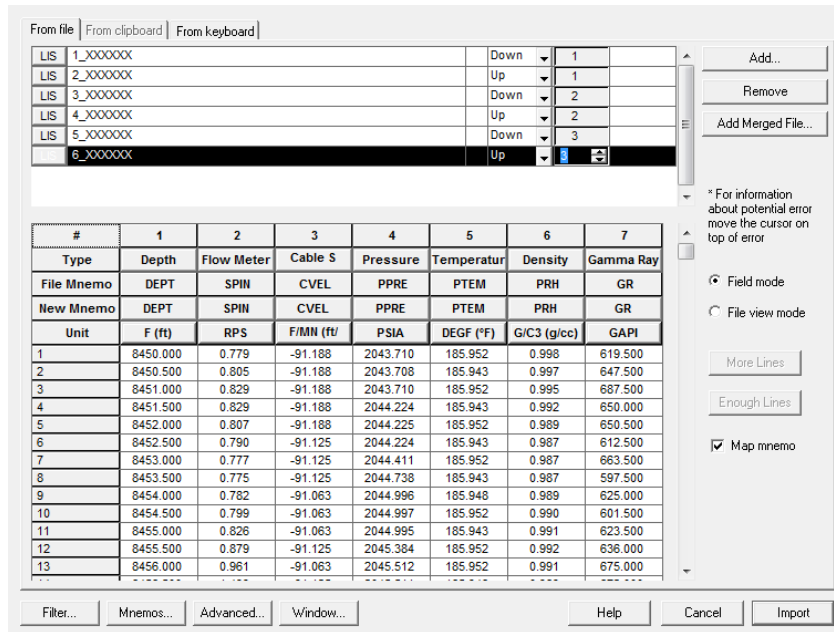 From file From clipboard From keyboard
LIS 1_XXXXXX Down 1 Add...
LIS 2_XXXXXX Up 1
LIS 3_XXXXXX Down 2 Remove
LIS 4_XXXXXX Up 2
LIS 5_XXXXXX Down 3 Add Merged File...
LIS 6_XXXXXX Up 3
* For information
about potential error
move the cursor on
top of error
# 1 2 3 4 5 6 7
Type Depth Flow Meter Cable S Pressure Temperatur Density Gamma Ray
File Mnemo DEPT SPIN CVEL PPRE PTEM PRH GR
New Mnemo DEPT SPIN CVEL PPRE PTEM PRH GR
Unit F (ft) RPS F/MN (ft/ PSIA DEGF (°F) G/C3 (g/cc) GAPI
1 8450.000 0.779 -91.188 2043.710 185.952 0.998 619.500
2 8450.500 0.805 -91.188 2043.708 185.943 0.997 647.500
3 8451.000 0.829 -91.188 2043.710 185.952 0.995 687.500
4 8451.500 0.829 -91.188 2044.224 185.943 0.992 650.000
5 8452.000 0.807 -91.188 2044.225 185.952 0.989 650.500
6 8452.500 0.790 -91.125 2044.224 185.943 0.987 612.500
7 8453.000 0.777 -91.125 2044.411 185.952 0.987 663.500
8 8453.500 0.775 -91.125 2044.738 185.943 0.987 597.500
9 8454.000 0.782 -91.063 2044.996 185.948 0.989 625.000
10 8454.500 0.799 -91.063 2044.997 185.952 0.990 601.500
11 8455.000 0.826 -91.063 2044.995 185.943 0.991 623.500
12 8455.500 0.879 -91.125 2045.384 185.952 0.992 636.000
13 8456.000 0.961 -91.063 2045.512 185.952 0.991 675.000
Field mode
File view mode
More Lines
Enough Lines
Map mnemo
Filter... Mnemos... Advanced... Window... Help Cancel Import